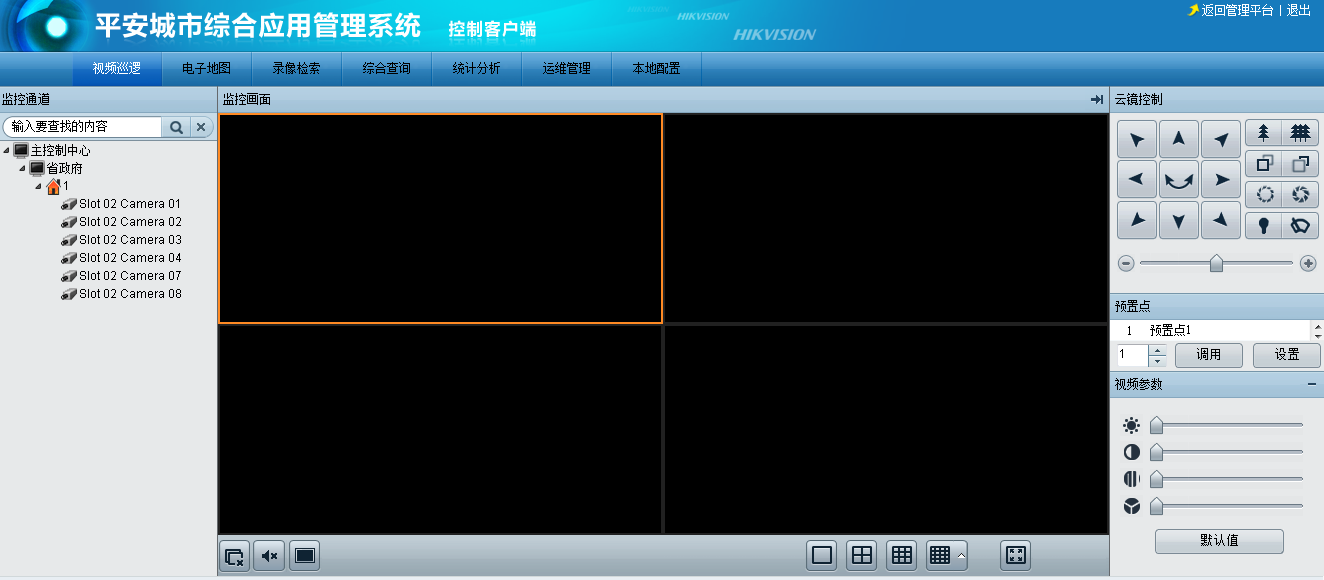 平安城市综合应用管理系统 控制客户端
HIKVISION
HIKVISION
返回管理平台 | 退出
视频巡逻 电子地图 录像检索 综合查询 统计分析 运维管理 本地配置
监控通道
监控画面
云镜控制
输入要查找的内容
主控制中心
省政府
1
Slot 02 Camera 01
Slot 02 Camera 02
Slot 02 Camera 03
Slot 02 Camera 04
Slot 02 Camera 07
Slot 02 Camera 08
预置点
1 预置点1
1 调用 设置
视频参数
默认值